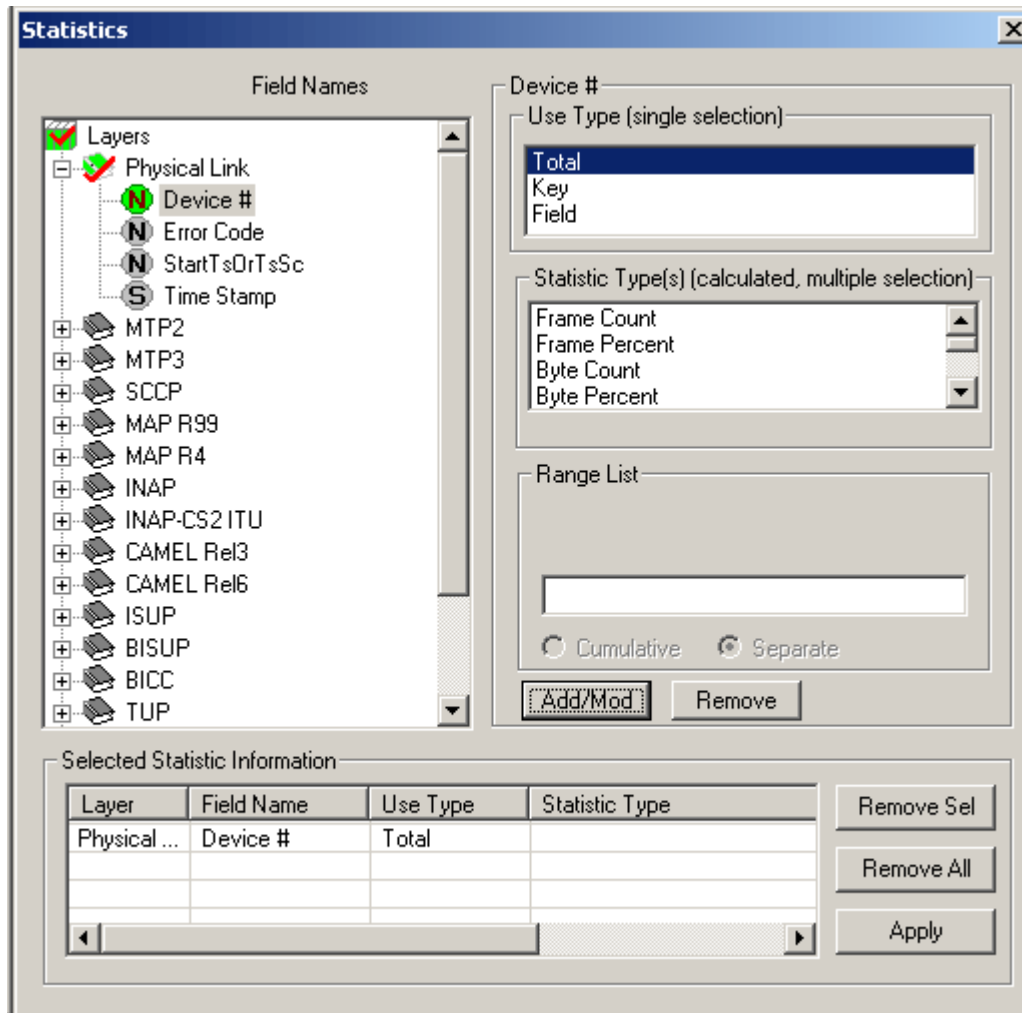 Statistics
Field Names
Layers
Physical Link
N Device #
N Error Code
N StartTsOrTsSc
S Time Stamp
MTP2
MTP3
SCCP
MAP R99
MAP R4
INAP
INAP-CS2 ITU
CAMEL Rel3
CAMEL Rel6
ISUP
BISUP
BICC
TUP
Device #
Use Type (single selection)
Total
Key
Field
Statistic Type(s) (calculated, multiple selection)
Frame Count
Frame Percent
Byte Count
Byte Percent
Range List
Cumulative Separate
Add/Mod Remove
Selected Statistic Information
Layer Field Name Use Type Statistic Type
Physical ... Device # Total
Remove Sel
Remove All
Apply